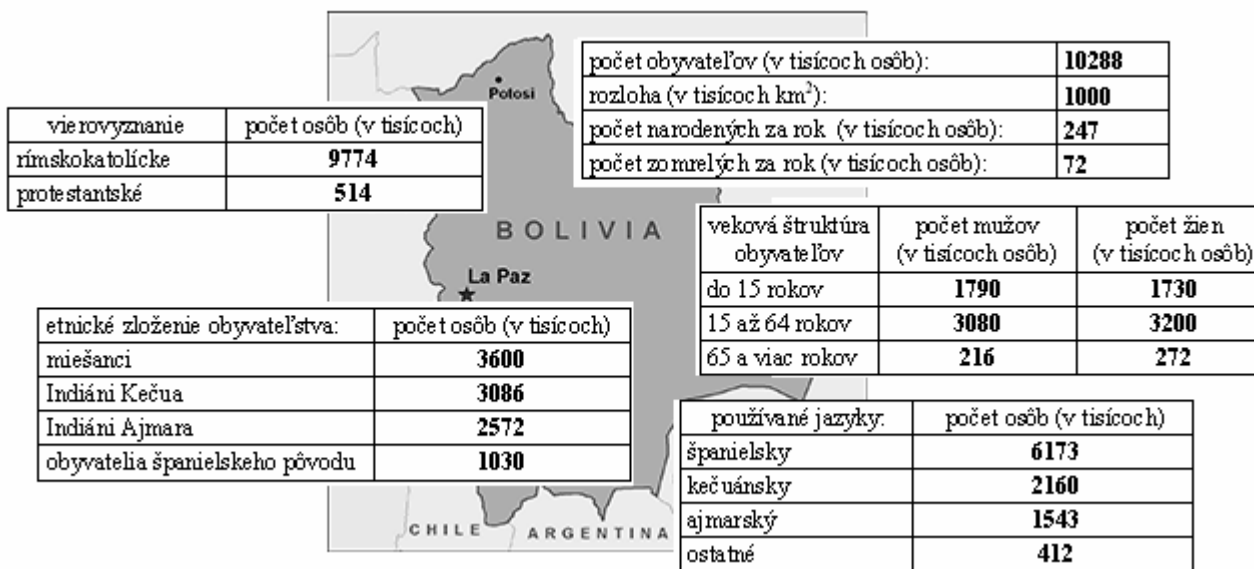 počet obyvateľov (v tisícoch osôb): 10288
rozloha (v tisícoch km²): 1000
počet narodených za rok (v tisícoch osôb): 247
počet zomrelých za rok (v tisícoch osôb): 72
Polosi
vierovyznanie počet osôb (v tisícoch)
rímskokatolícke 9774
protestantské 514
BOLIVIA
La Paz
veková štruktúra obyvateľov počet mužov (v tisícoch osôb) počet žien (v tisícoch osôb)
do 15 rokov 1790 1730
15 až 64 rokov 3080 3200
65 a viac rokov 216 272
etnické zloženie obyvateľstva: počet osôb (v tisícoch)
miešanci 3600
Indiáni Kečua 3086
Indiáni Ajmara 2572
obyvatelia španielskeho pôvodu 1030
používané jazyky: počet osôb (v tisícoch)
španielsky 6173
kečuánsky 2160
ajmarský 1543
ostatné 412
CHILE ARGENTINA